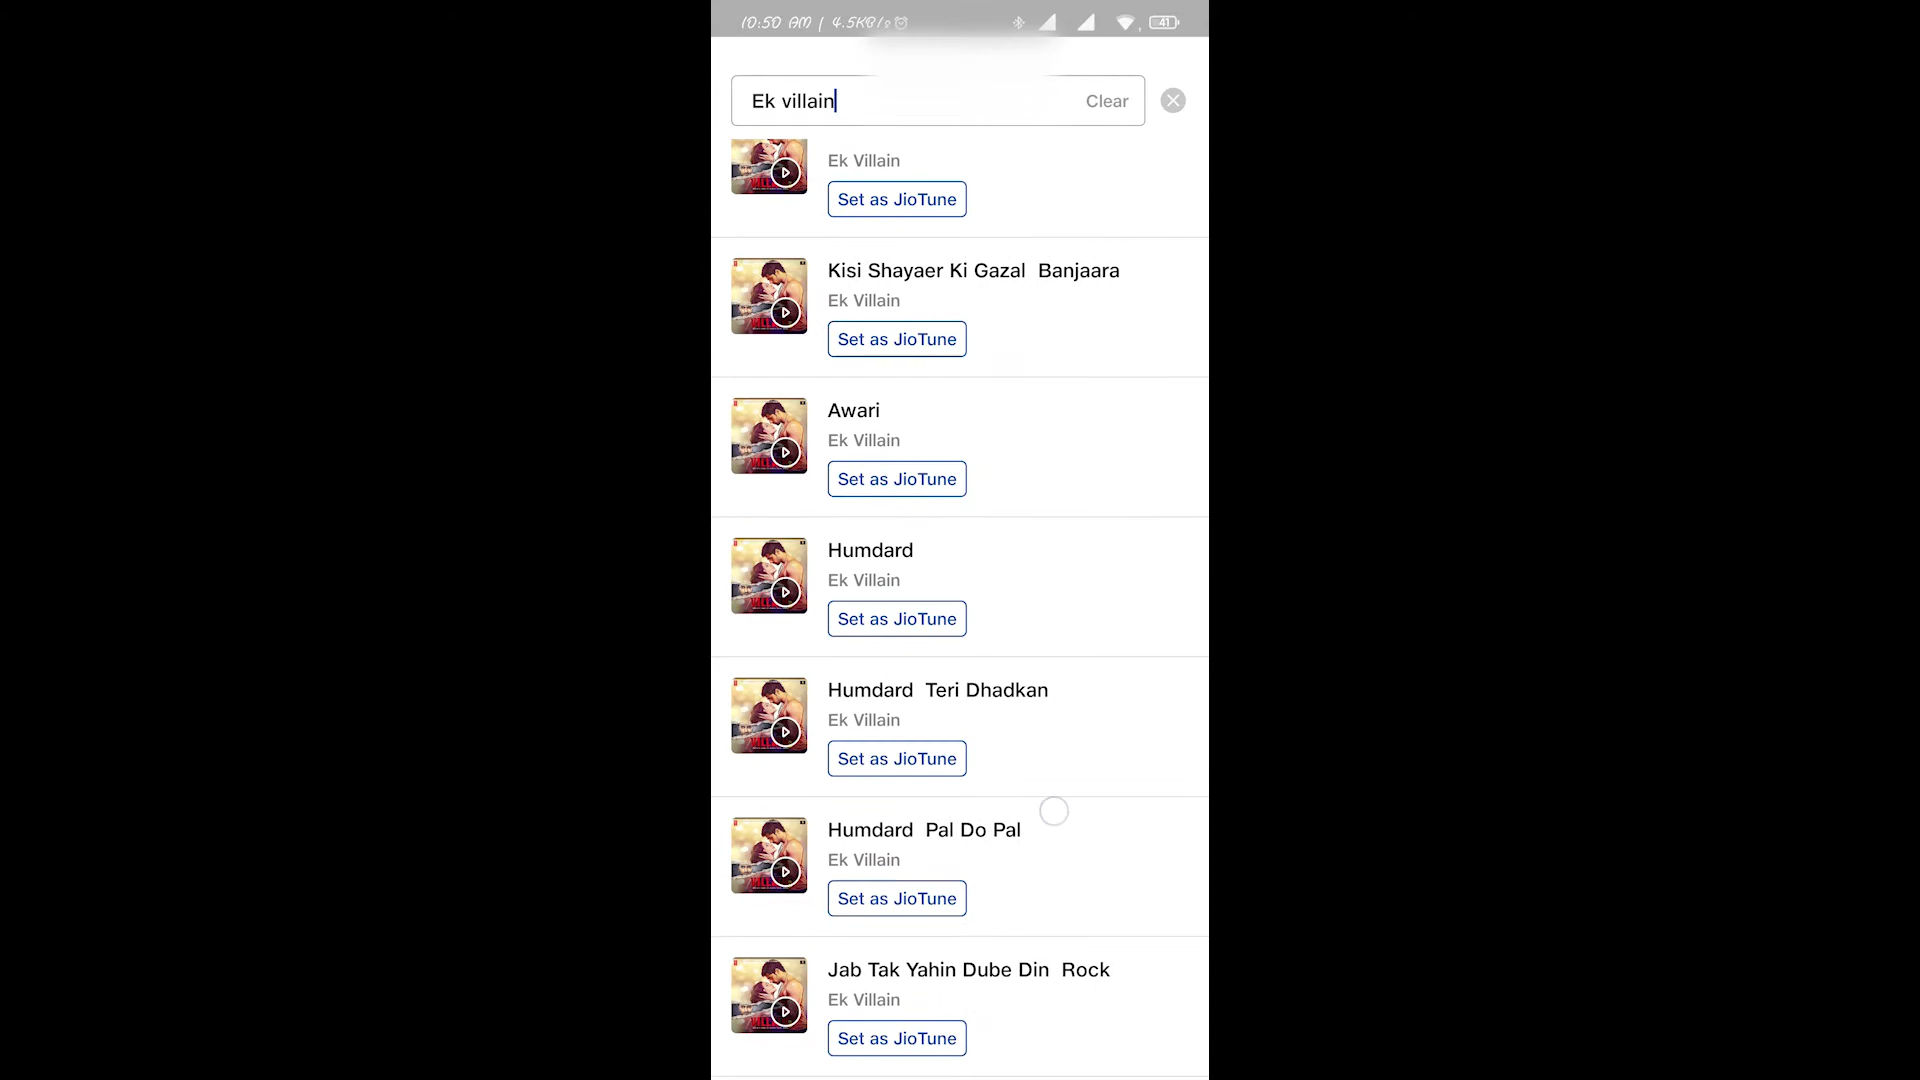 10:50 AM | 4.5KB/s
41
Ek villain
Clear
Ek Villain
Set as JioTune
Kisi Shayaer Ki Gazal  Banjaara
Ek Villain
Set as JioTune
Awari
Ek Villain
Set as JioTune
Humdard
Ek Villain
Set as JioTune
Humdard  Teri Dhadkan
Ek Villain
Set as JioTune
Humdard  Pal Do Pal
Ek Villain
Set as JioTune
Jab Tak Yahin Dube Din  Rock
Ek Villain
Set as JioTune